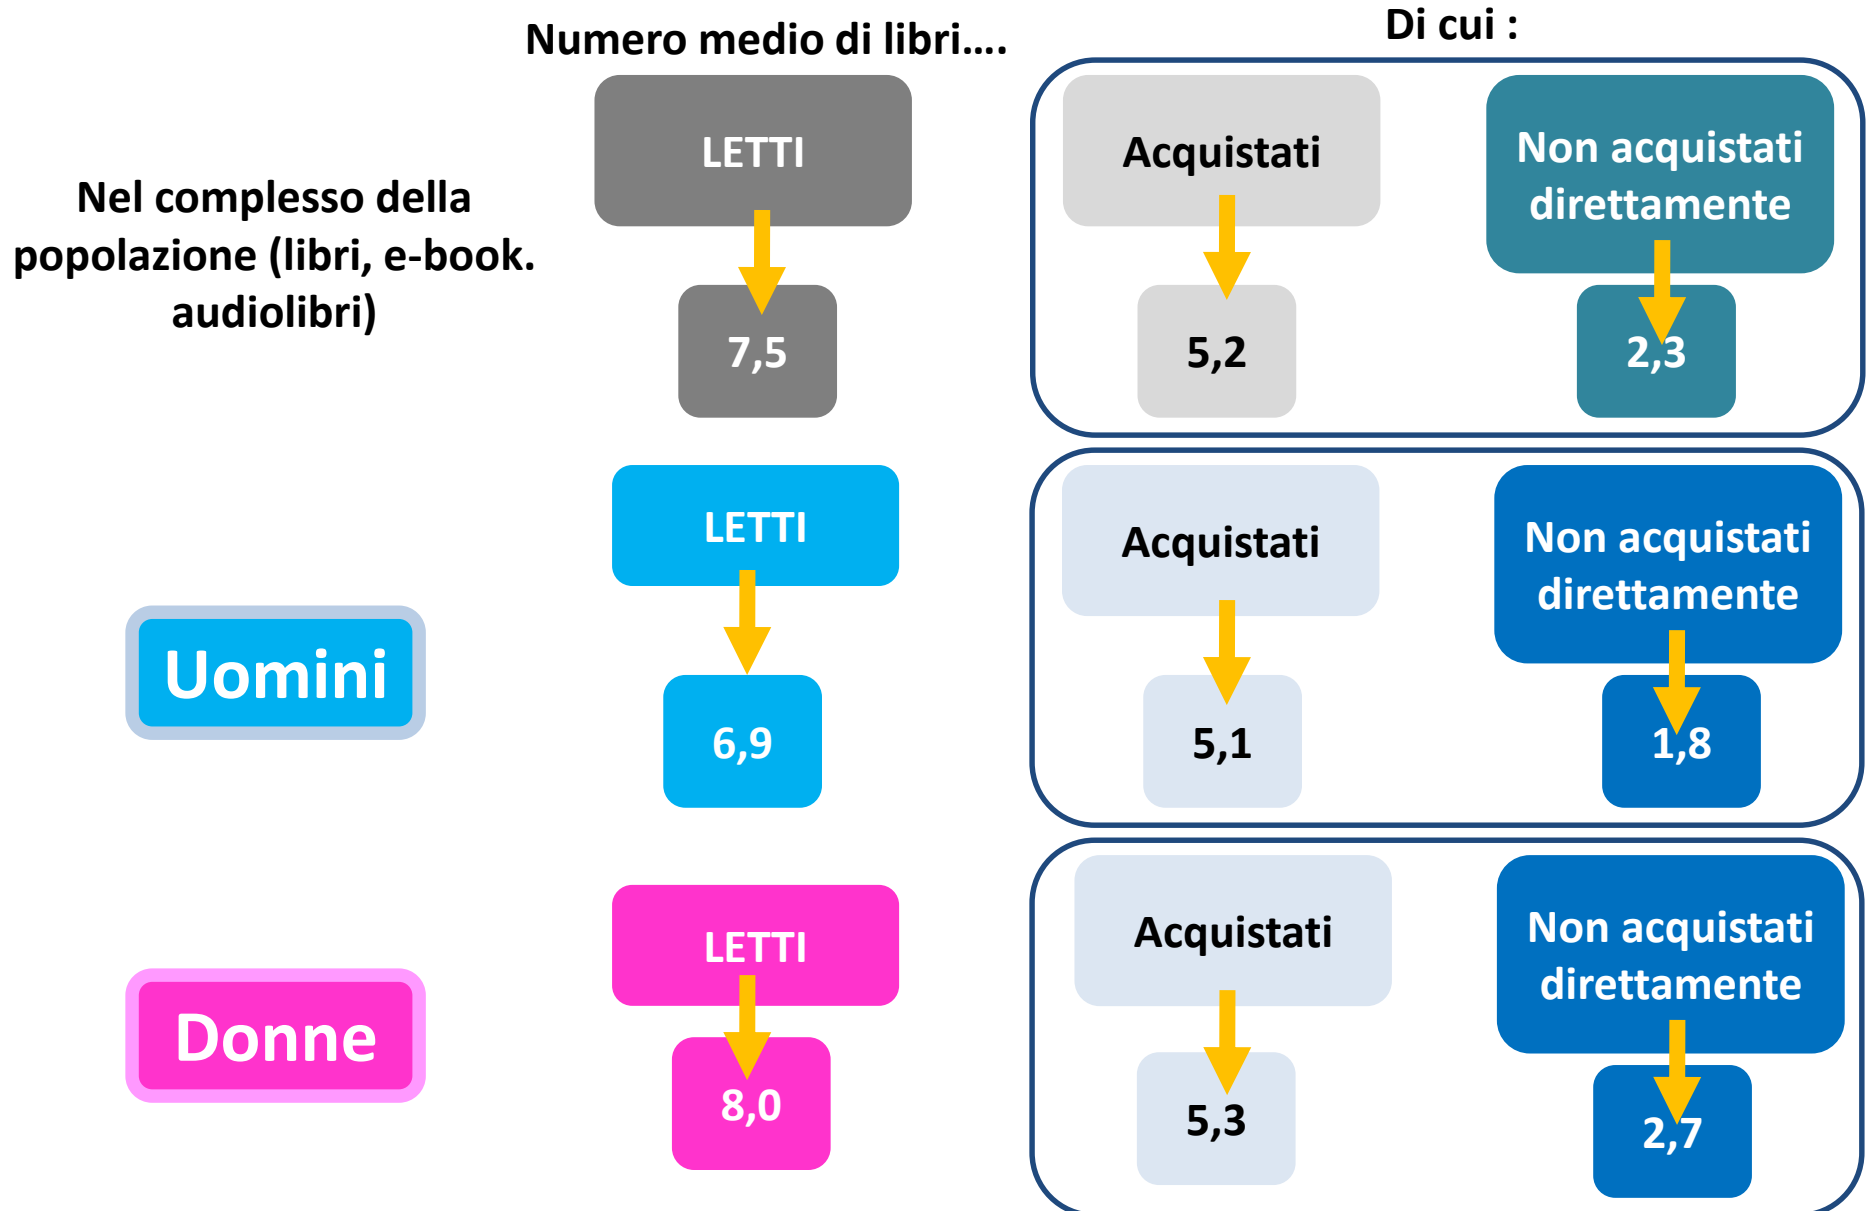 Numero medio di libri....
Di cui :
Nel complesso della
popolazione (libri, e-book.
audiolibri)
LETTI
Acquistati
Non acquistati
direttamente
7,5
5,2
2,3
Uomini
LETTI
Acquistati
Non acquistati
direttamente
6,9
5,1
1,8
Donne
LETTI
Acquistati
Non acquistati
direttamente
8,0
5,3
2,7